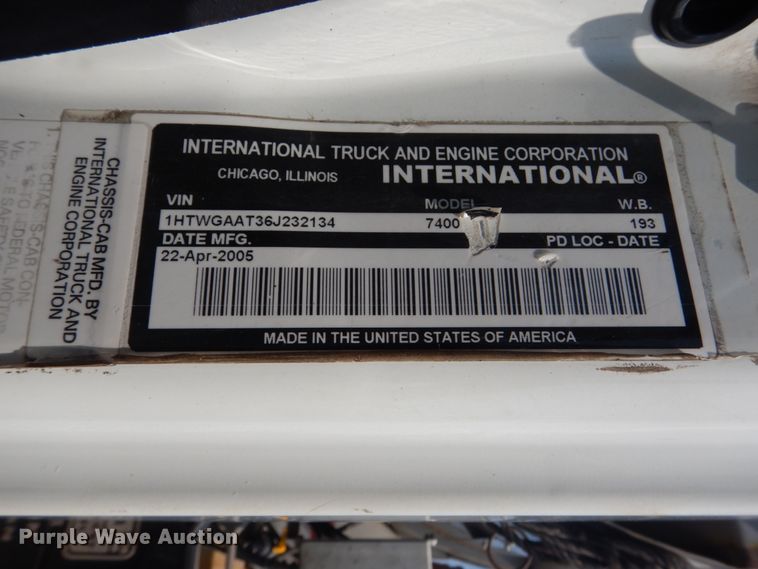 INTERNATIONAL TRUCK AND ENGINE CORPORATION
CHICAGO, ILLINOIS INTERNATIONAL®
VIN MODEL W.B.
1HTWGAAT36J232134 7400 193
DATE MFG. PD LOC - DATE
22-Apr-2005
MADE IN THE UNITED STATES OF AMERICA
CHASSIS-CAB MFD. BY
INTERNATIONAL TRUCK AND
ENGINE CORPORATION
Purple Wave Auction